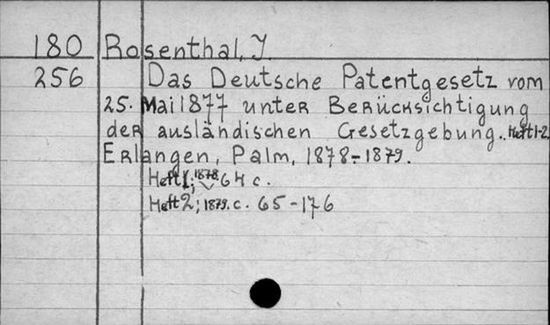 180 Rosenthal, J.
256 Das Deutsche Patentgesetz vom
25. Mai 1877 unter Berücksichtigung
der ausländischen Gesetzgebung. Heft 1-2
Erlangen, Palm, 1878-1879.
Heft 1; 1878 64 c.
Heft 2; 1879. c. 65-176